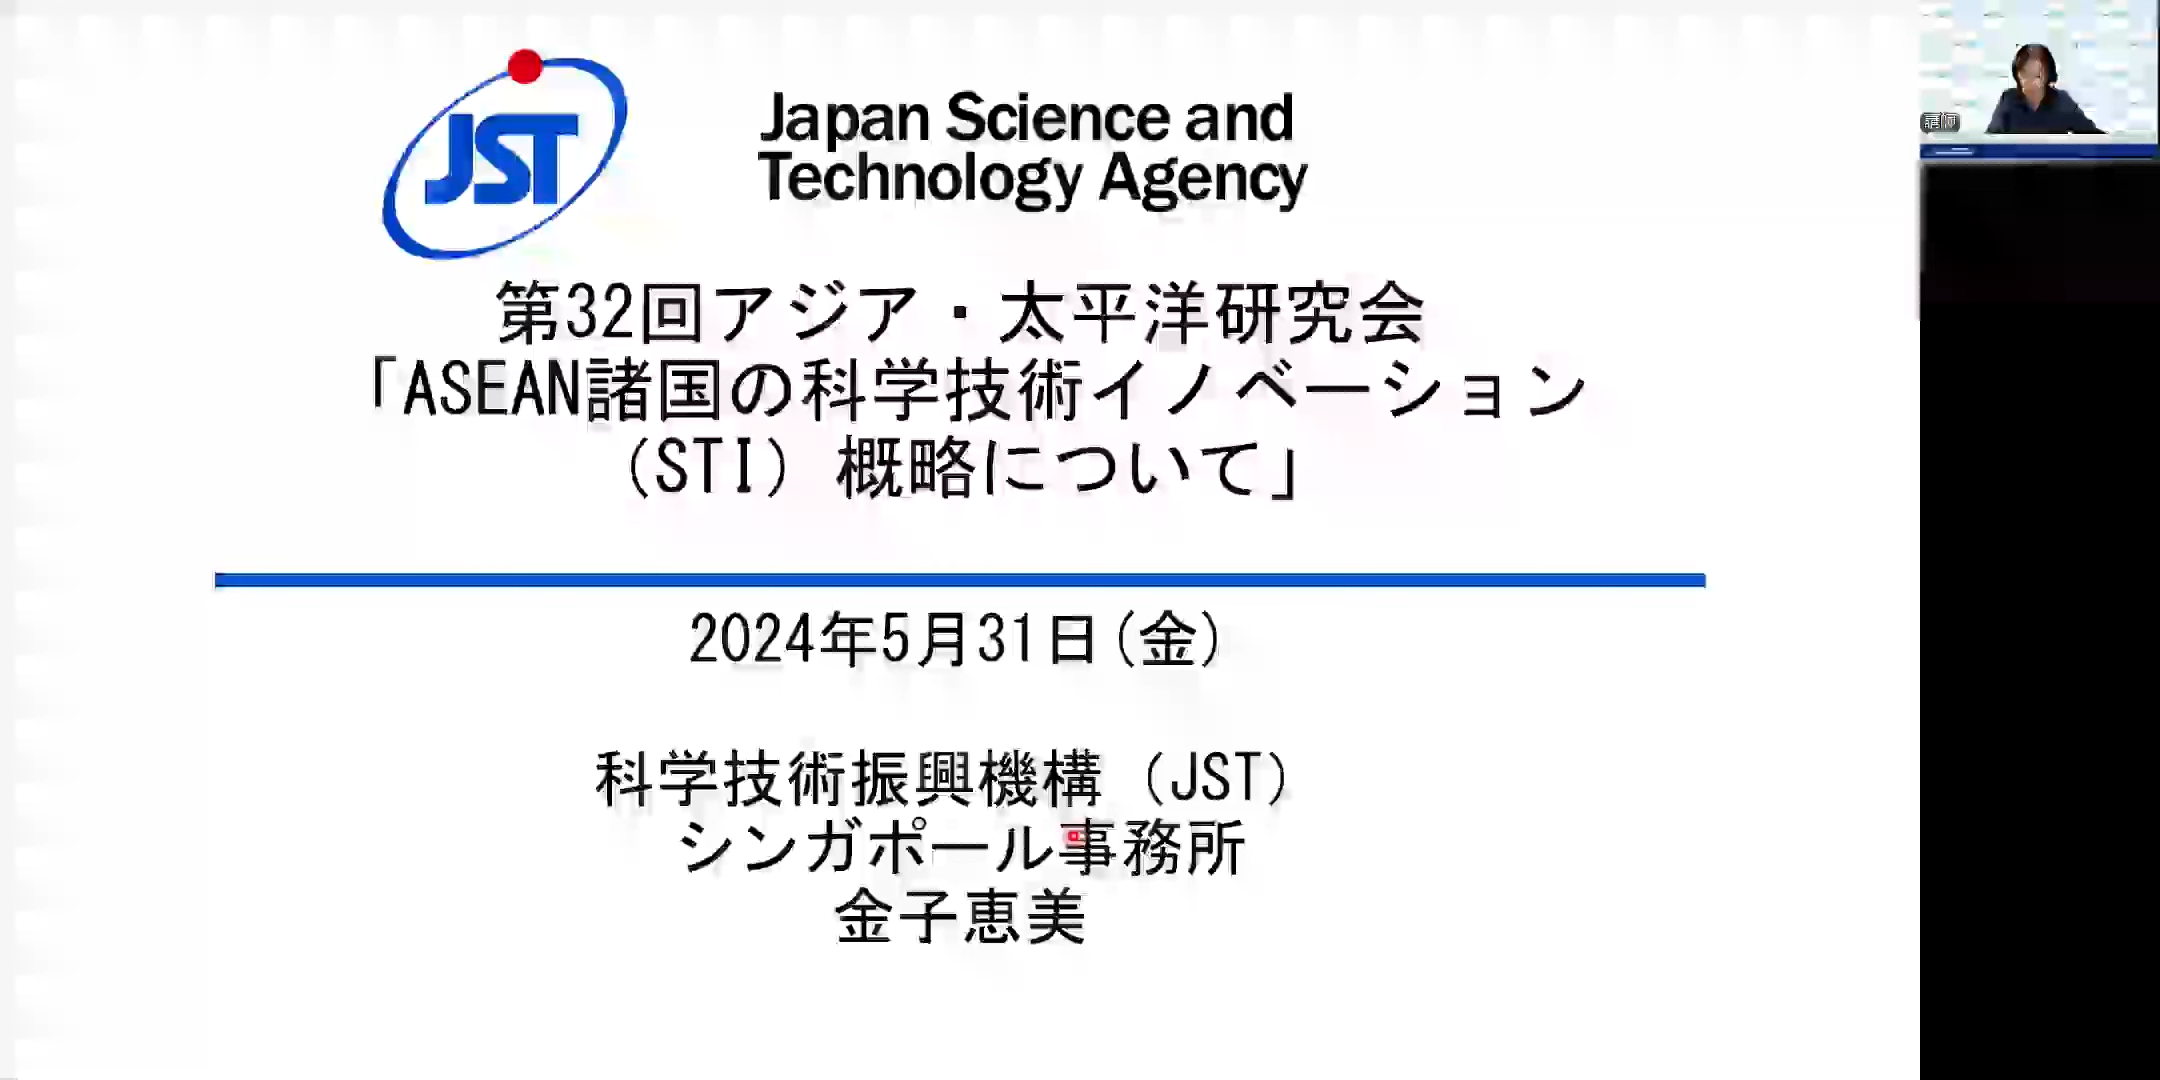 JST
Japan Science and
Technology Agency
第32回アジア・太平洋研究会
「ASEAN諸国の科学技術イノベーション
（STI）概略について」
2024年5月31日(金)
科学技術振興機構（JST）
シンガポール事務所
金子恵美
講師